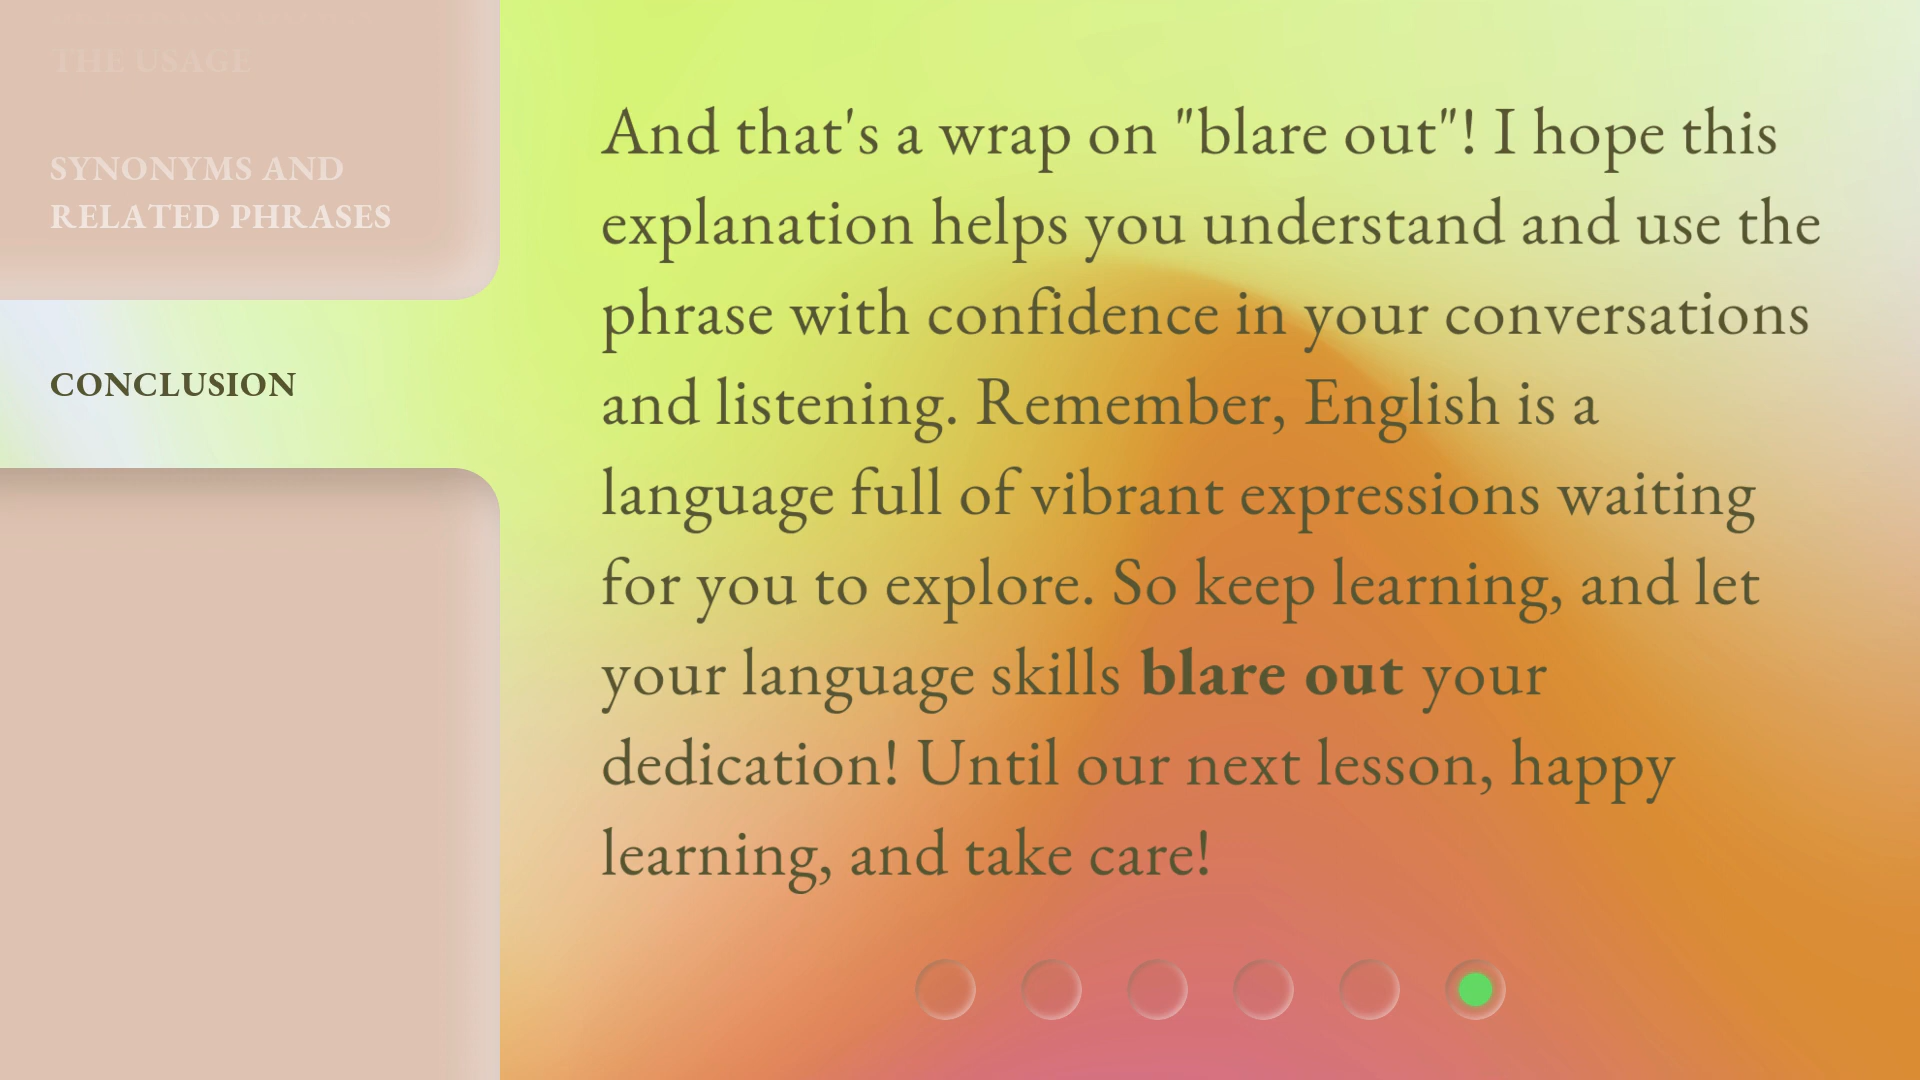 THE USAGE
SYNONYMS AND
RELATED PHRASES
CONCLUSION
And that's a wrap on "blare out"! I hope this
explanation helps you understand and use the
phrase with confidence in your conversations
and listening. Remember, English is a
language full of vibrant expressions waiting
for you to explore. So keep learning, and let
your language skills blare out your
dedication! Until our next lesson, happy
learning, and take care!